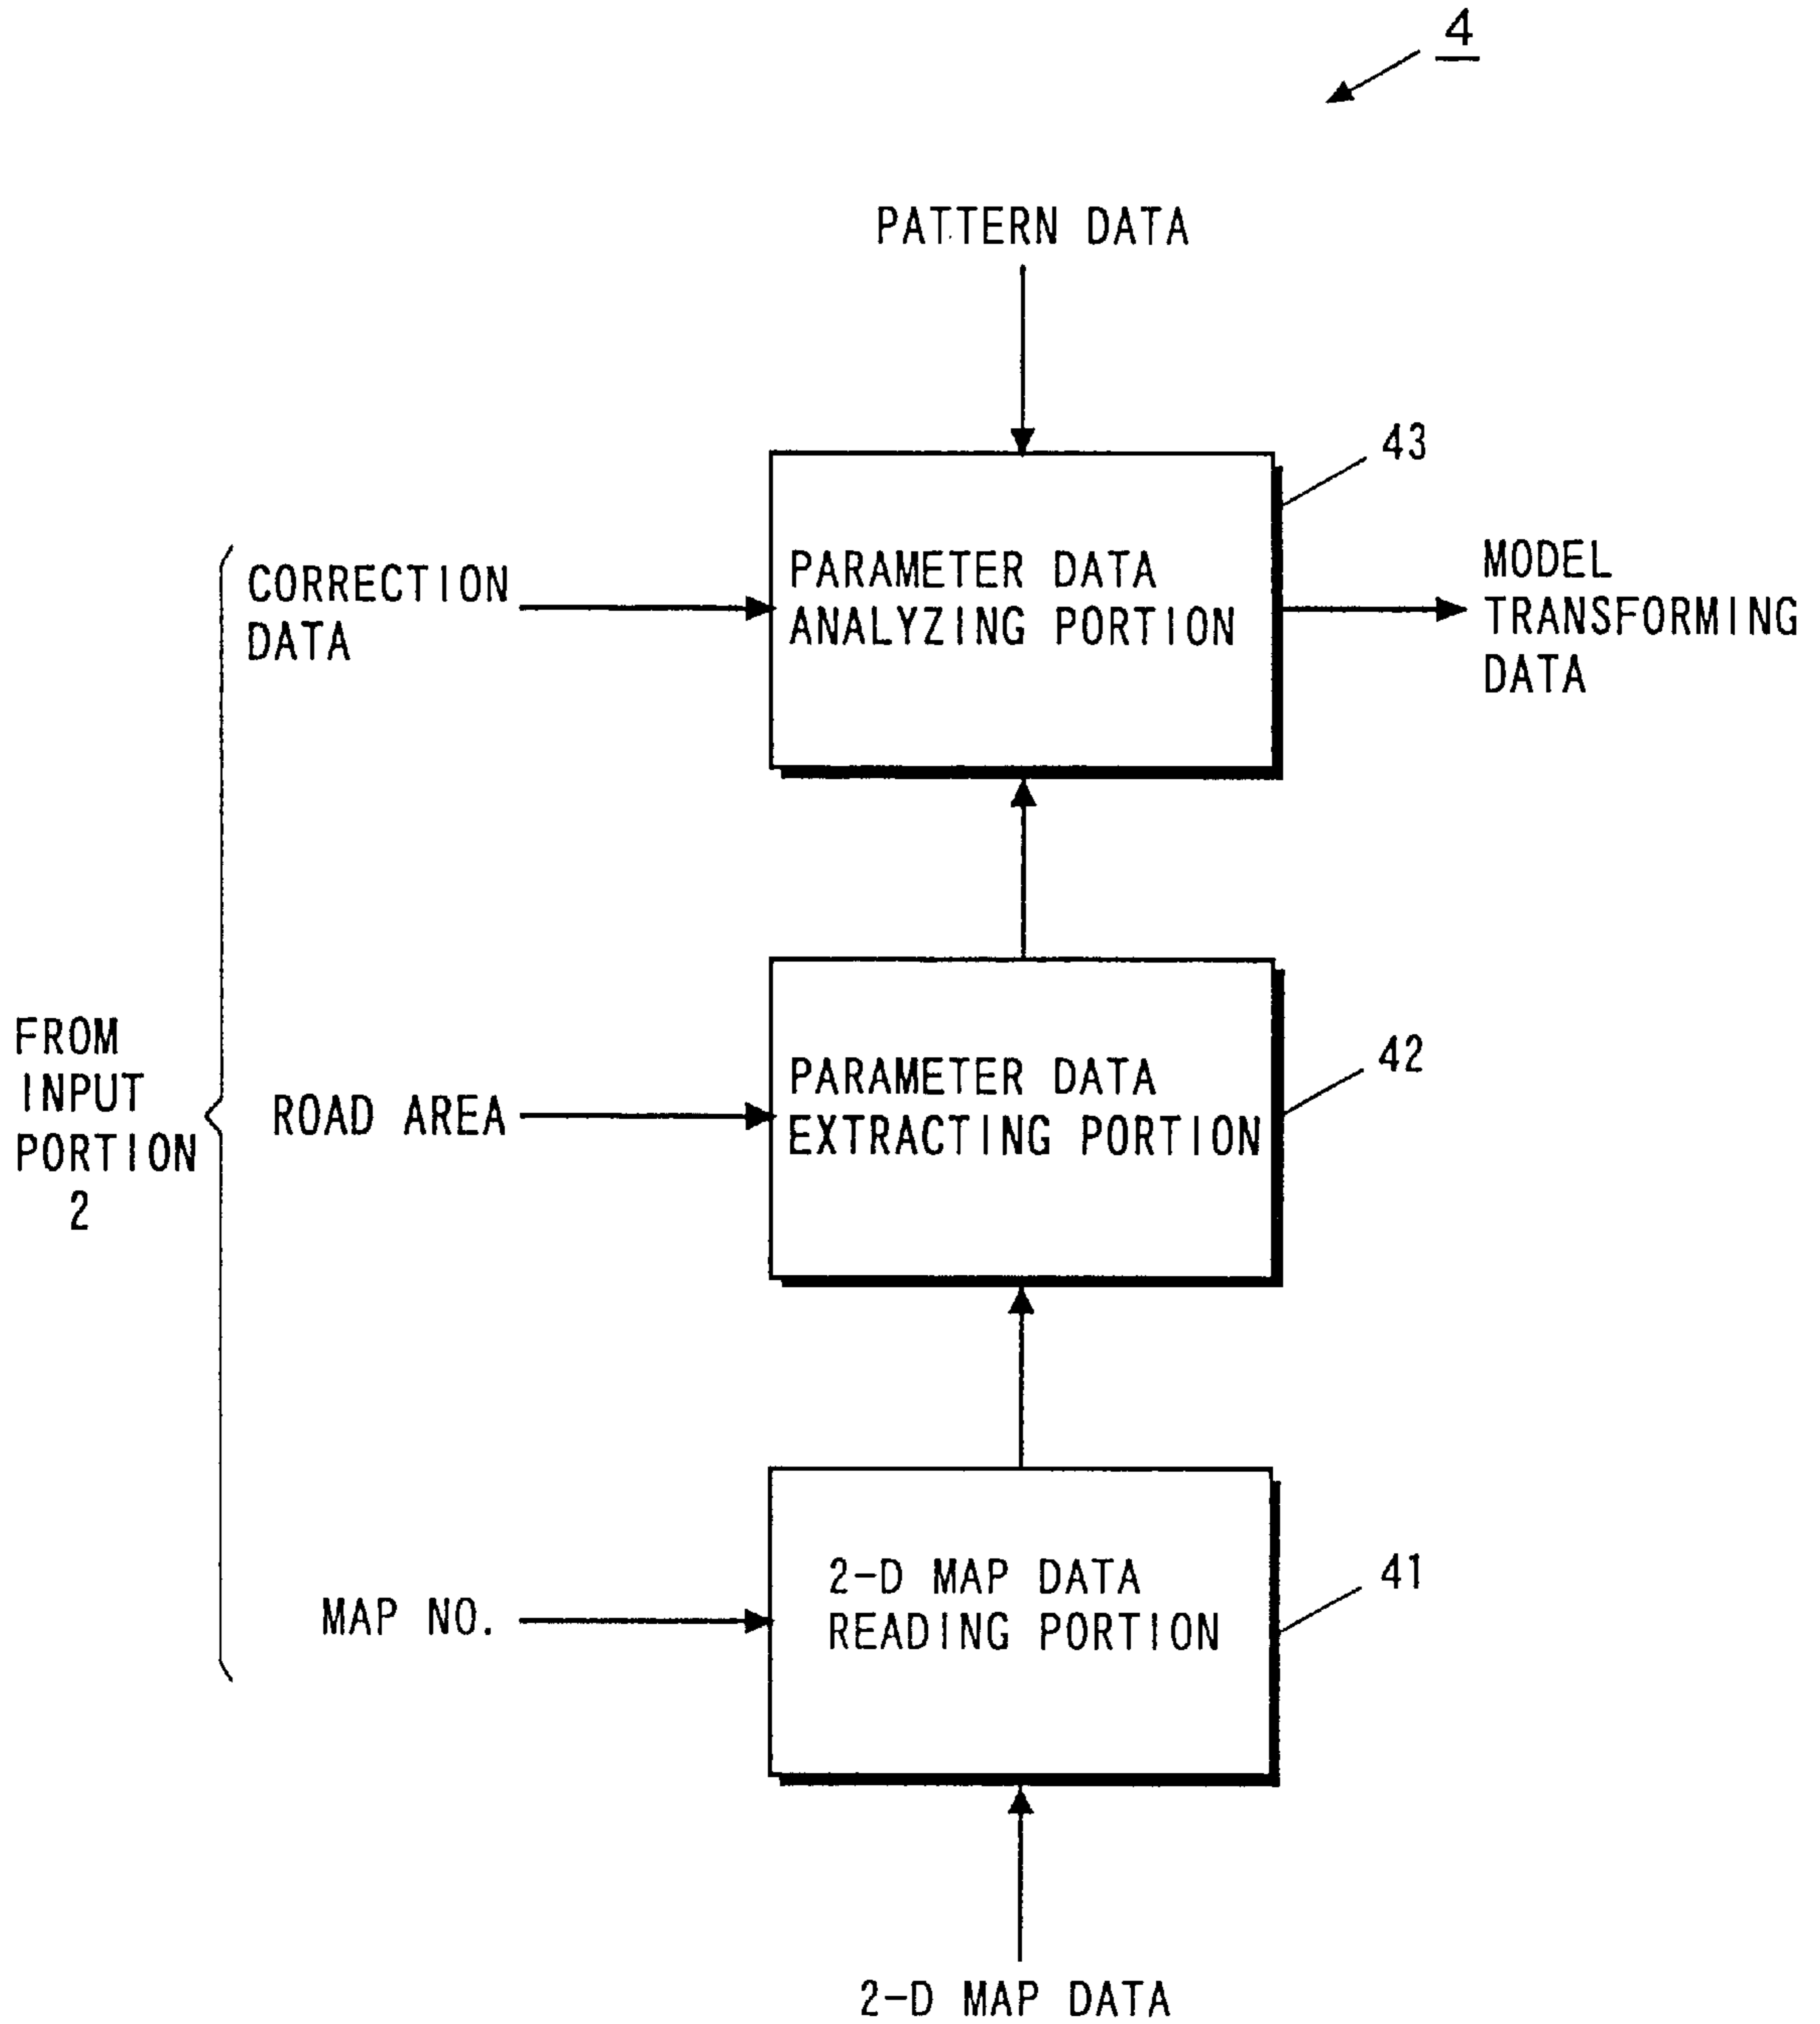 4
PATTERN DATA
43
CORRECTION
DATA
PARAMETER DATA
ANALYZING PORTION
MODEL
TRANSFORMING
DATA
42
FROM
INPUT
PORTION
2
ROAD AREA
PARAMETER DATA
EXTRACTING PORTION
41
MAP NO.
2-D MAP DATA
READING PORTION
2-D MAP DATA